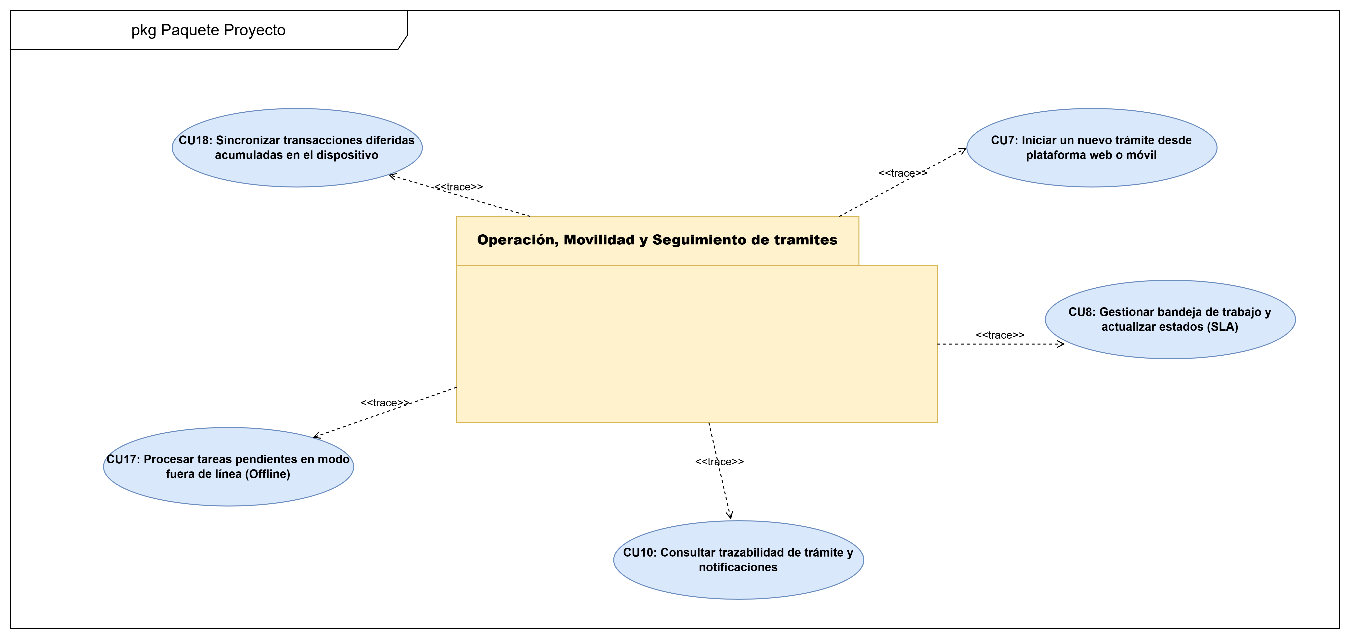 pkg Paquete Proyecto
CU18: Sincronizar transacciones diferidas
acumuladas en el dispositivo
CU7: Iniciar un nuevo trámite desde
plataforma web o móvil
<<trace>>
<<trace>>
Operación, Movilidad y Seguimiento de tramites
CU8: Gestionar bandeja de trabajo y
actualizar estados (SLA)
<<trace>>
<<trace>>
CU17: Procesar tareas pendientes en modo
fuera de línea (Offline)
<<trace>>
CU10: Consultar trazabilidad de trámite y
notificaciones